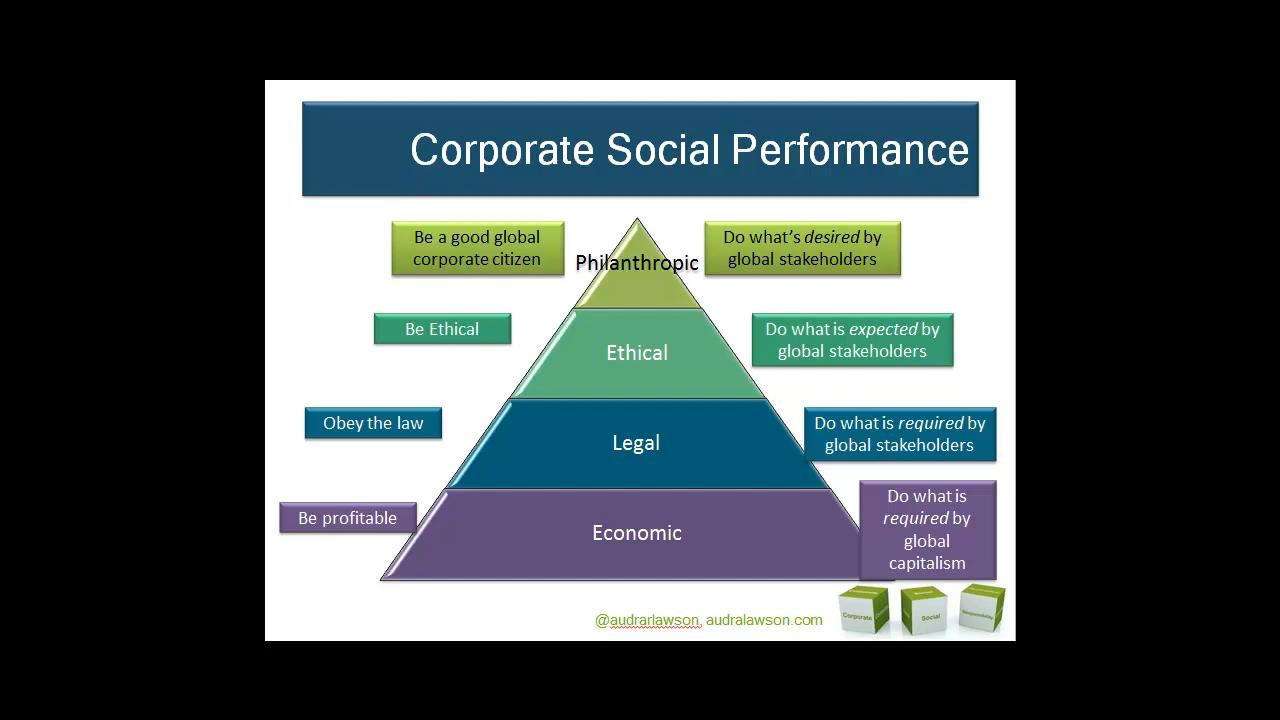 Corporate Social Performance
Be a good global
corporate citizen
Philanthropic
Do what's desired by
global stakeholders
Be Ethical
Ethical
Do what is expected by
global stakeholders
Obey the law
Legal
Do what is required by
global stakeholders
Be profitable
Economic
Do what is
required by
global
capitalism
@audrarlawson, audralawson.com
Corporate
Social
Responsibility